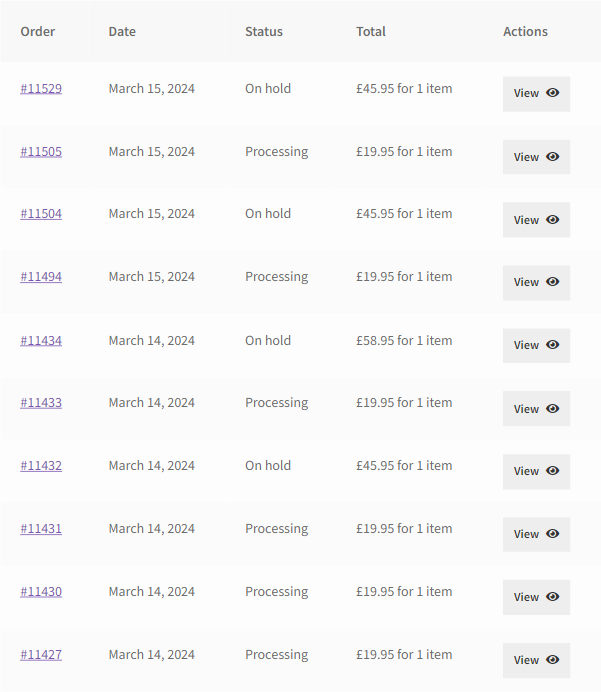 Order Date Status Total Actions
#11529 March 15, 2024 On hold £45.95 for 1 item View
#11505 March 15, 2024 Processing £19.95 for 1 item View
#11504 March 15, 2024 On hold £45.95 for 1 item View
#11494 March 15, 2024 Processing £19.95 for 1 item View
#11434 March 14, 2024 On hold £58.95 for 1 item View
#11433 March 14, 2024 Processing £19.95 for 1 item View
#11432 March 14, 2024 On hold £45.95 for 1 item View
#11431 March 14, 2024 Processing £19.95 for 1 item View
#11430 March 14, 2024 Processing £19.95 for 1 item View
#11427 March 14, 2024 Processing £19.95 for 1 item View